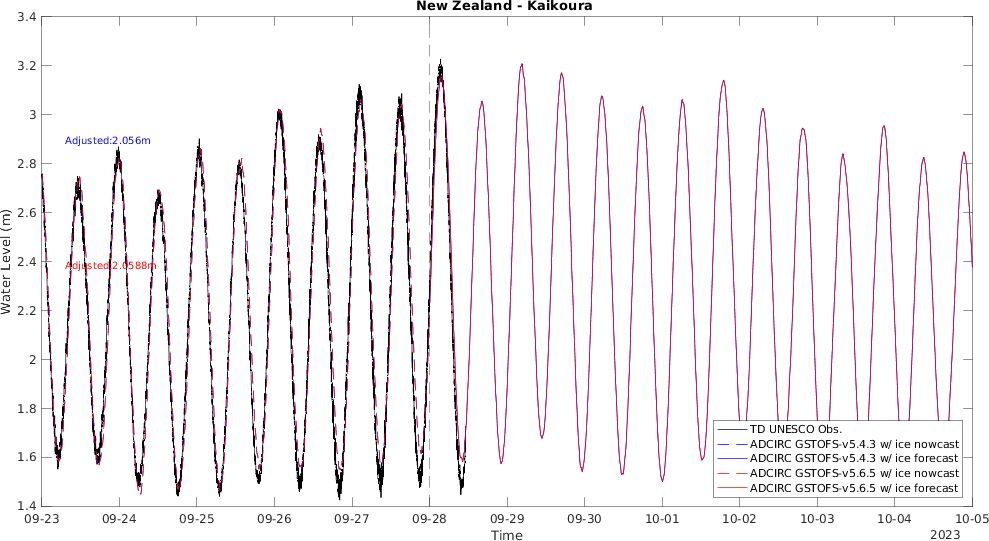 New Zealand - Kaikoura
3.4
3.2
3
2.8
2.6
2.4
2.2
2
1.8
1.6
1.4
Water Level (m)
Adjusted:2.056m
Adjusted:2.0588m
TD UNESCO Obs.
ADCIRC GSTOFS-v5.4.3 w/ ice nowcast
ADCIRC GSTOFS-v5.4.3 w/ ice forecast
ADCIRC GSTOFS-v5.6.5 w/ ice nowcast
ADCIRC GSTOFS-v5.6.5 w/ ice forecast
09-23 09-24 09-25 09-26 09-27 09-28 09-29 09-30 10-01 10-02 10-03 10-04 10-05
Time
2023